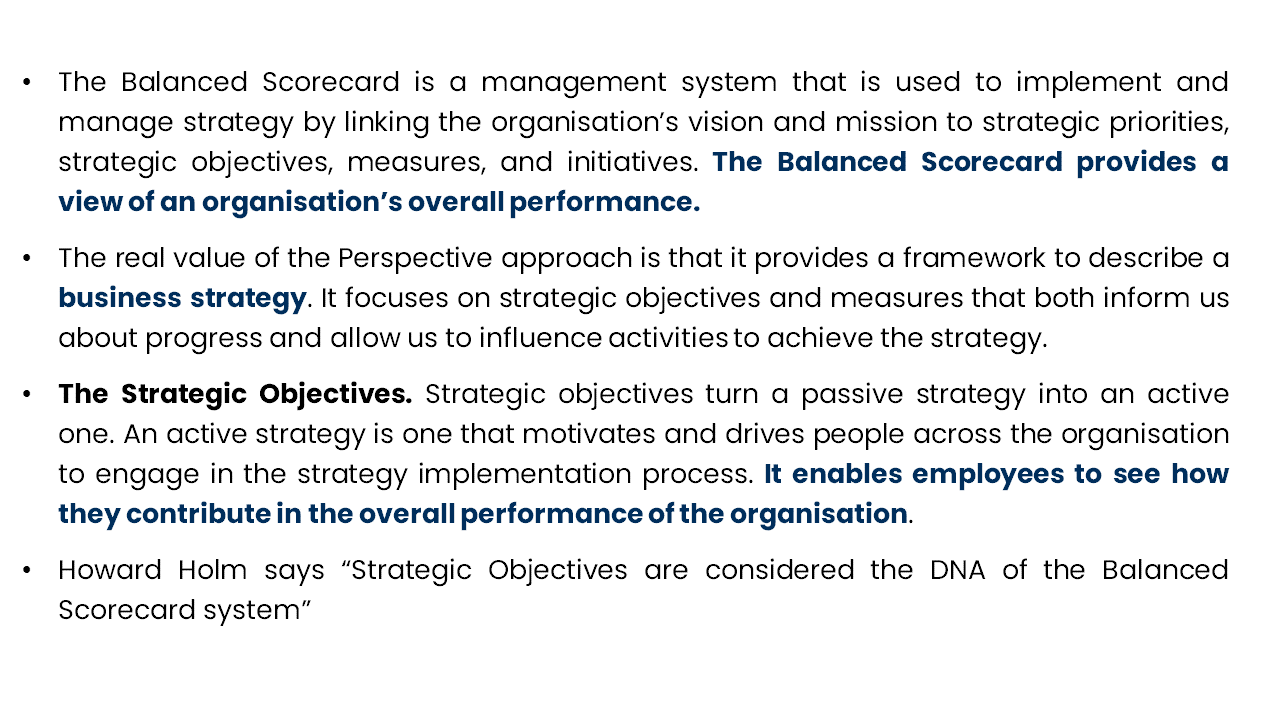 • The Balanced Scorecard is a management system that is used to implement and
manage strategy by linking the organisation’s vision and mission to strategic priorities,
strategic objectives, measures, and initiatives. The Balanced Scorecard provides a
view of an organisation’s overall performance.
• The real value of the Perspective approach is that it provides a framework to describe a
business strategy. It focuses on strategic objectives and measures that both inform us
about progress and allow us to influence activities to achieve the strategy.
• The Strategic Objectives. Strategic objectives turn a passive strategy into an active
one. An active strategy is one that motivates and drives people across the organisation
to engage in the strategy implementation process. It enables employees to see how
they contribute in the overall performance of the organisation.
• Howard Holm says “Strategic Objectives are considered the DNA of the Balanced
Scorecard system”